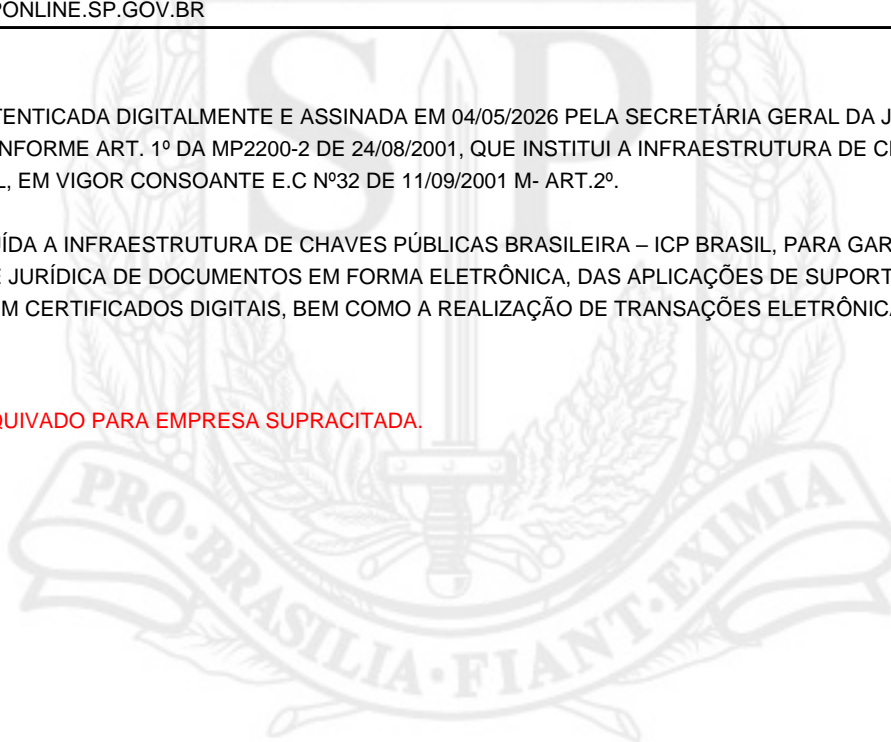 PONLINE.SP.GOV.BR
TENTICADA DIGITALMENTE E ASSINADA EM 04/05/2026 PELA SECRETÁRIA GERAL DA J
NFORME ART. 1º DA MP2200-2 DE 24/08/2001, QUE INSTITUI A INFRAESTRUTURA DE C
L, EM VIGOR CONSOANTE E.C Nº32 DE 11/09/2001 M- ART.2º.
ÍDA A INFRAESTRUTURA DE CHAVES PÚBLICAS BRASILEIRA – ICP BRASIL, PARA GAR
E JURÍDICA DE DOCUMENTOS EM FORMA ELETRÔNICA, DAS APLICAÇÕES DE SUPORT
M CERTIFICADOS DIGITAIS, BEM COMO A REALIZAÇÃO DE TRANSAÇÕES ELETRÔNICA
QUIVADO PARA EMPRESA SUPRACITADA.
SP
PRO·BRASILIA·FIANT·EXIMIA